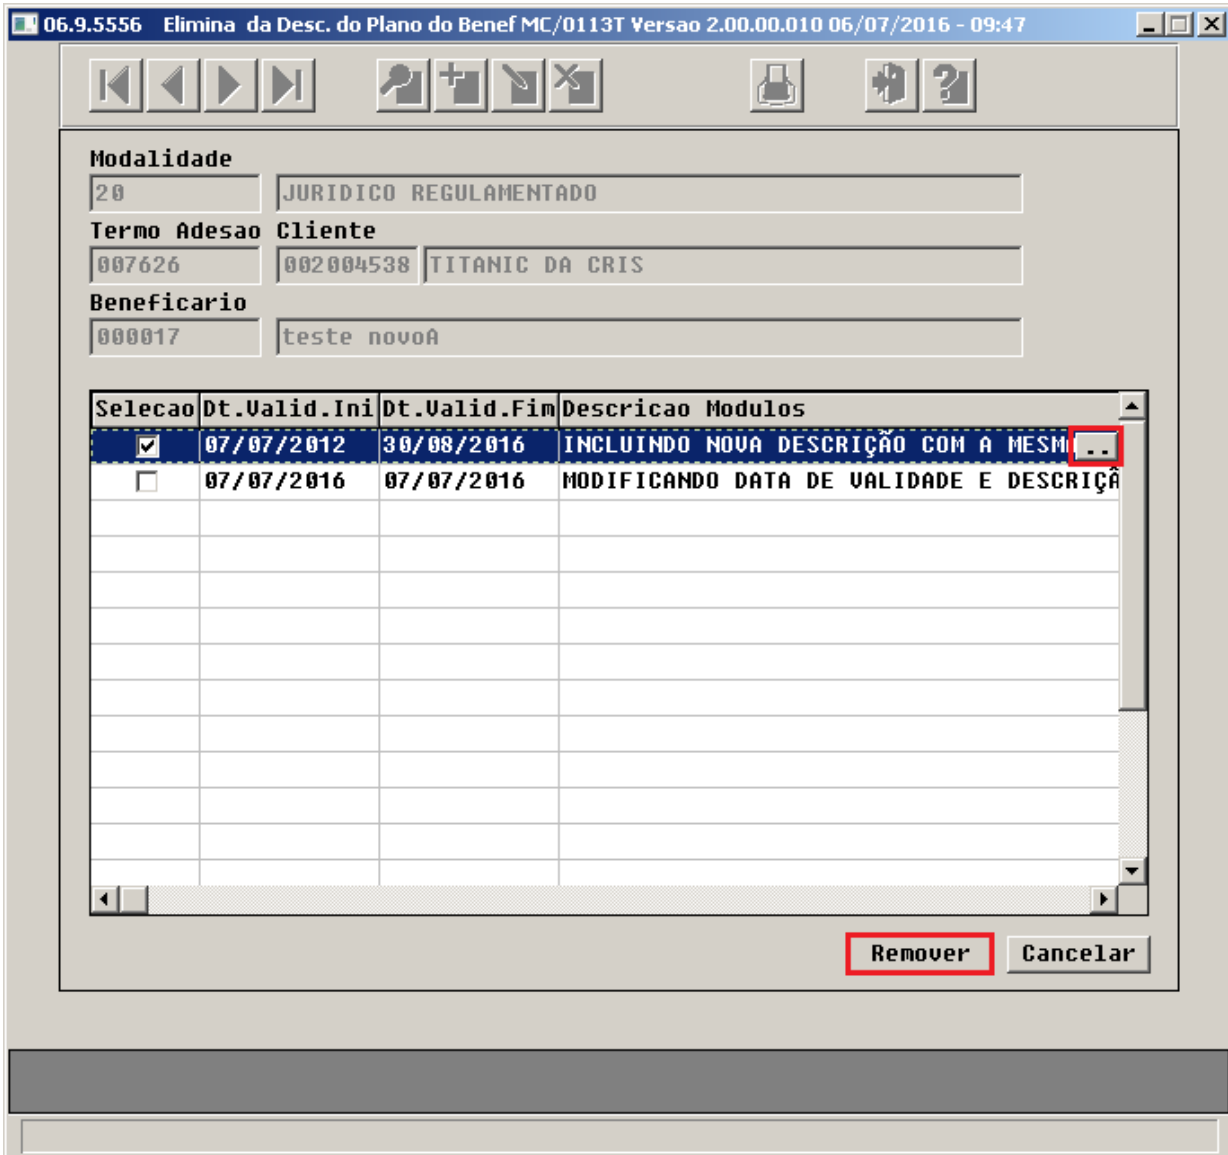 06.9.5556 Elimina da Desc. do Plano do Benef MC/0113T Versao 2.00.00.010 06/07/2016 - 09:47
Modalidade
20 JURIDICO REGULAMENTADO
Termo Adesao Cliente
007626 002004538 TITANIC DA CRIS
Beneficario
000017 teste novoA
Selecao Dt.Valid.Ini Dt.Valid.Fim Descricao Modulos
07/07/2012 30/08/2016 INCLUINDO NOVA DESCRIÇÃO COM A MESM ..
07/07/2016 07/07/2016 MODIFICANDO DATA DE VALIDADE E DESCRIÇÃ
Remover Cancelar